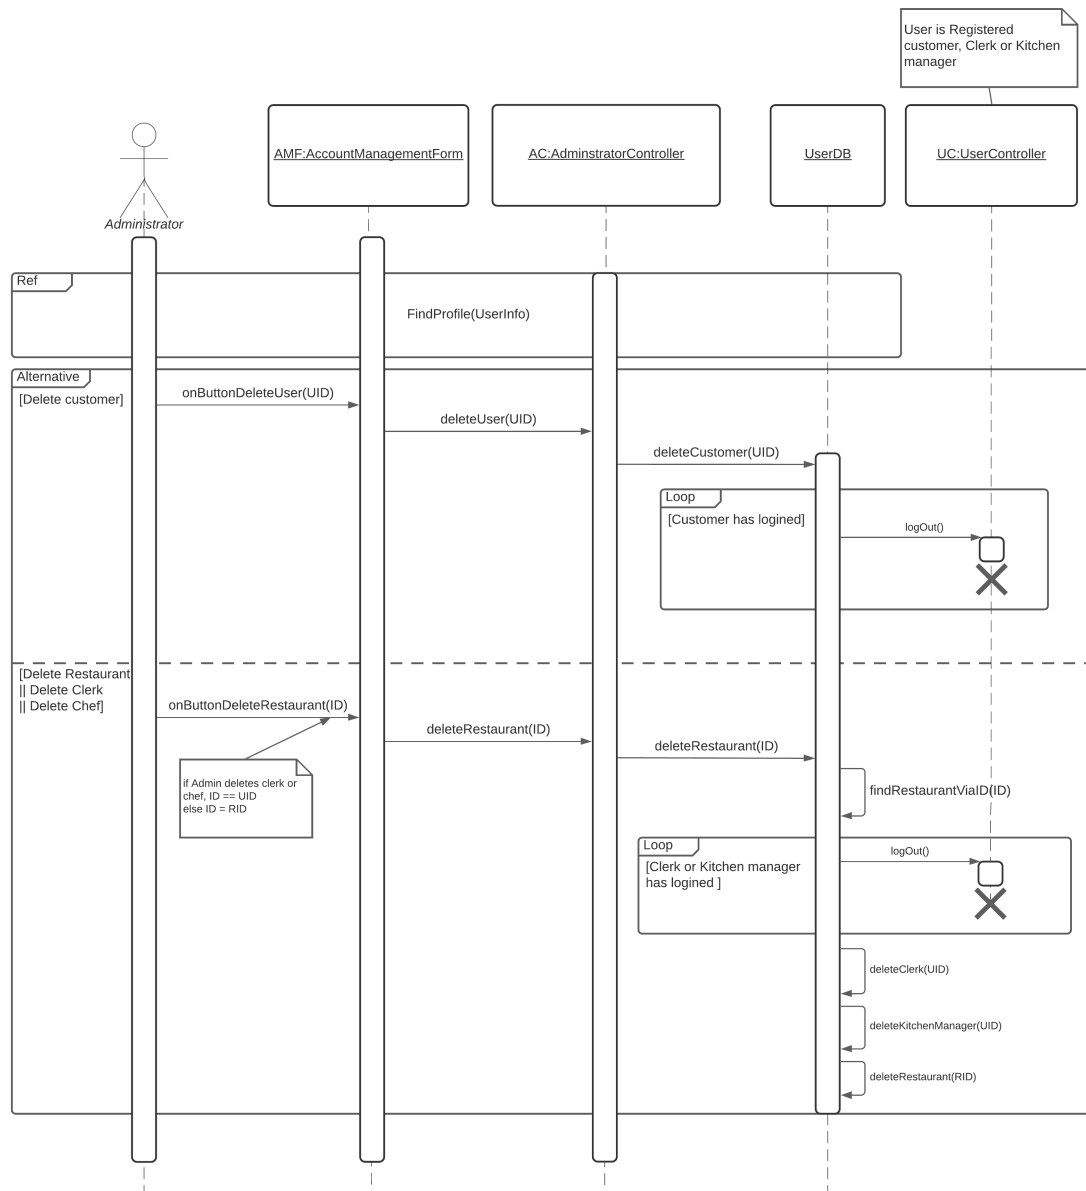 User is Registered
customer, Clerk or Kitchen
manager
AMF:AccountManagementForm
AC:AdminstratorController
UserDB
UC:UserController
Administrator
Ref
FindProfile(UserInfo)
Alternative
[Delete customer]
onButtonDeleteUser(UID)
deleteUser(UID)
deleteCustomer(UID)
Loop
[Customer has logined]
logOut()
[Delete Restaurant
|| Delete Clerk
|| Delete Chef]
onButtonDeleteRestaurant(ID)
deleteRestaurant(ID)
deleteRestaurant(ID)
if Admin deletes clerk or
chef, ID == UID
else ID = RID
findRestaurantViaID(ID)
Loop
[Clerk or Kitchen manager
has logined ]
logOut()
deleteClerk(UID)
deleteKitchenManager(UID)
deleteRestaurant(RID)